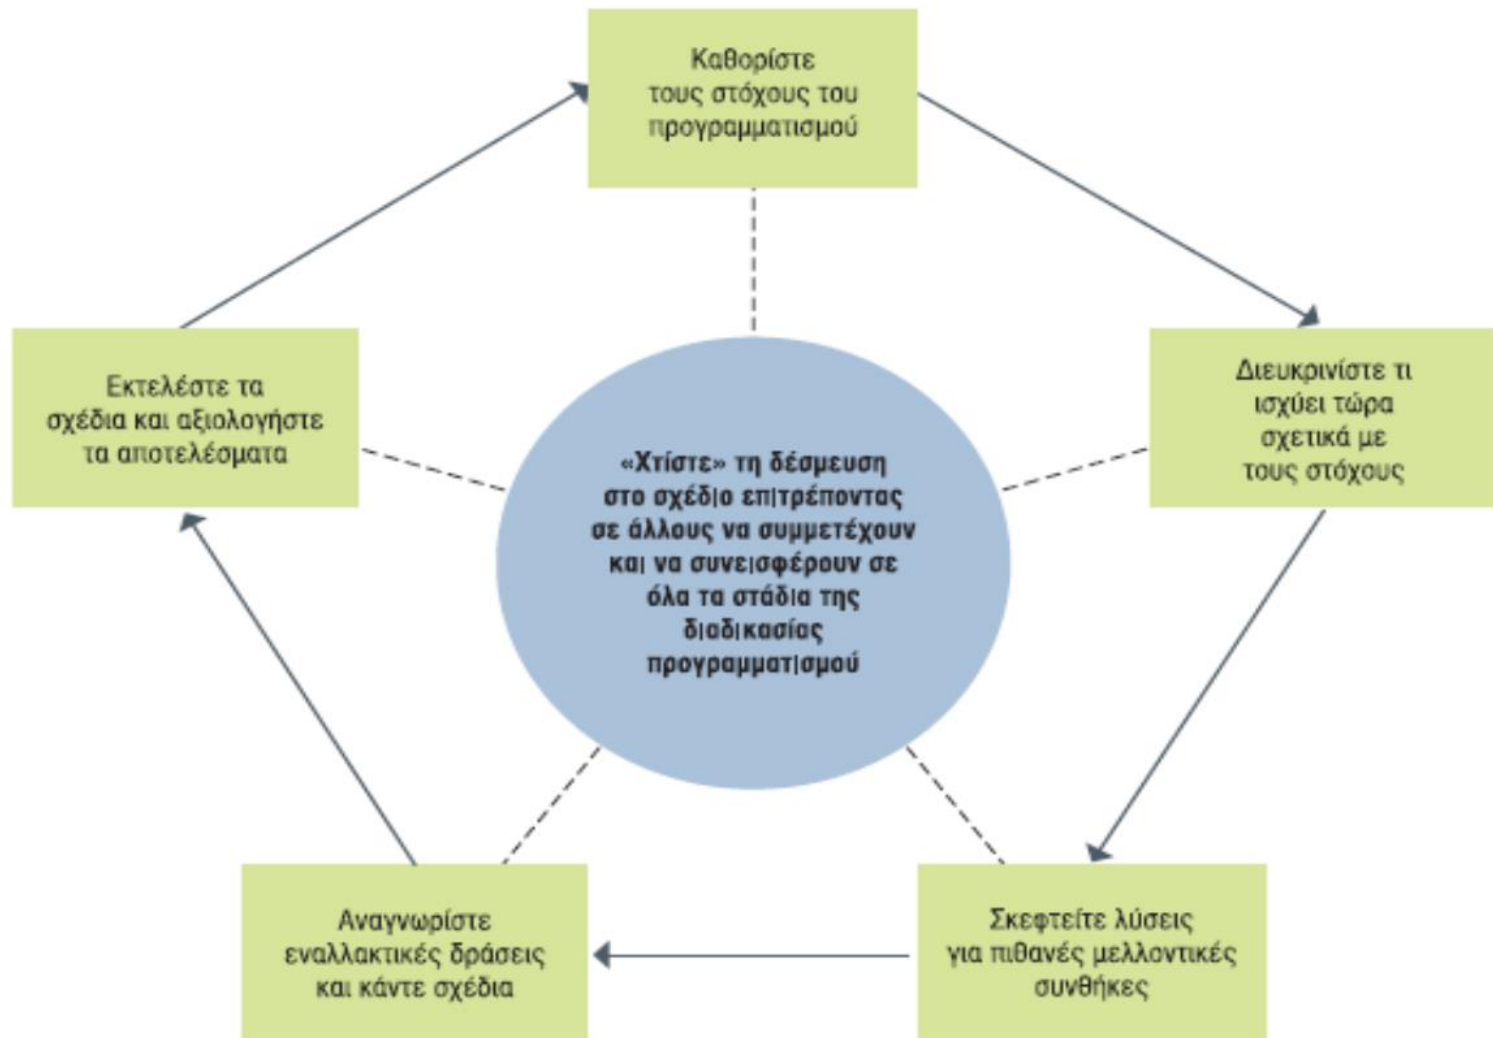 Καθορίστε
τους στόχους του
προγραμματισμού
Διευκρινίστε τι
ισχύει τώρα
σχετικά με
τους στόχους
Σκεφτείτε λύσεις
για πιθανές μελλοντικές
συνθήκες
Αναγνωρίστε
εναλλακτικές δράσεις
και κάντε σχέδια
Εκτελέστε τα
σχέδια και αξιολογήστε
τα αποτελέσματα
«Χτίστε» τη δέσμευση
στο σχέδιο επιτρέποντας
σε άλλους να συμμετέχουν
και να συνεισφέρουν σε
όλα τα στάδια της
διαδικασίας
προγραμματισμού